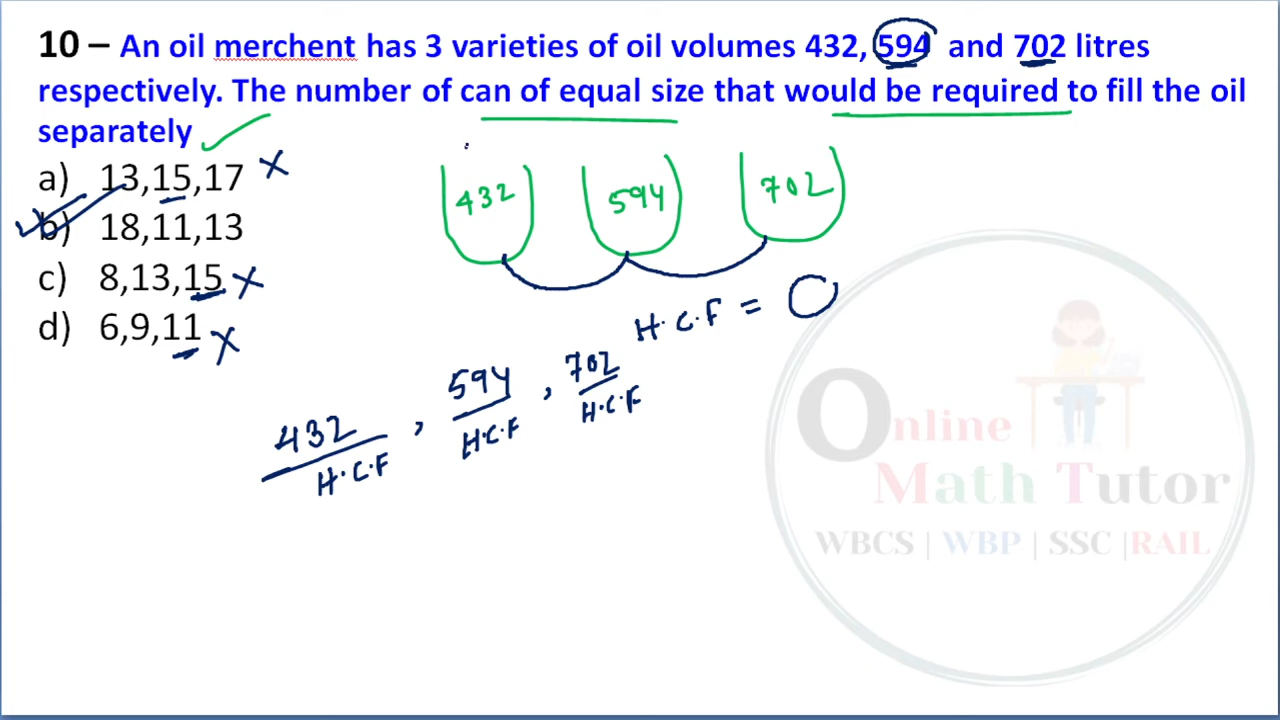 10 – An oil merchent has 3 varieties of oil volumes 432, 594 and 702 litres
respectively. The number of can of equal size that would be required to fill the oil
separately
a) 13,15,17
b) 18,11,13
c) 8,13,15
d) 6,9,11
432 594 702
H.C.F =
432/H.C.F , 594/H.C.F , 702/H.C.F
Online
Math Tutor
WBCS | WBP | SSC |RAIL